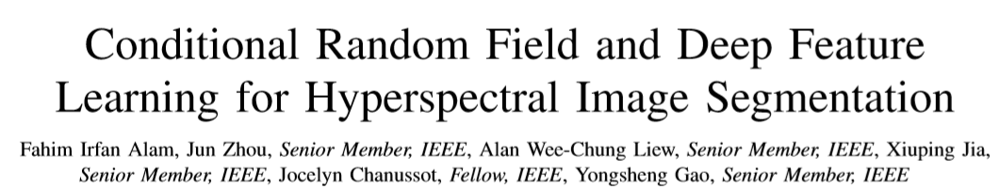 Conditional Random Field and Deep Feature
Learning for Hyperspectral Image Segmentation
Fahim Irfan Alam, Jun Zhou, Senior Member, IEEE, Alan Wee-Chung Liew, Senior Member, IEEE, Xiuping Jia,
Senior Member, IEEE, Jocelyn Chanussot, Fellow, IEEE, Yongsheng Gao, Senior Member, IEEE